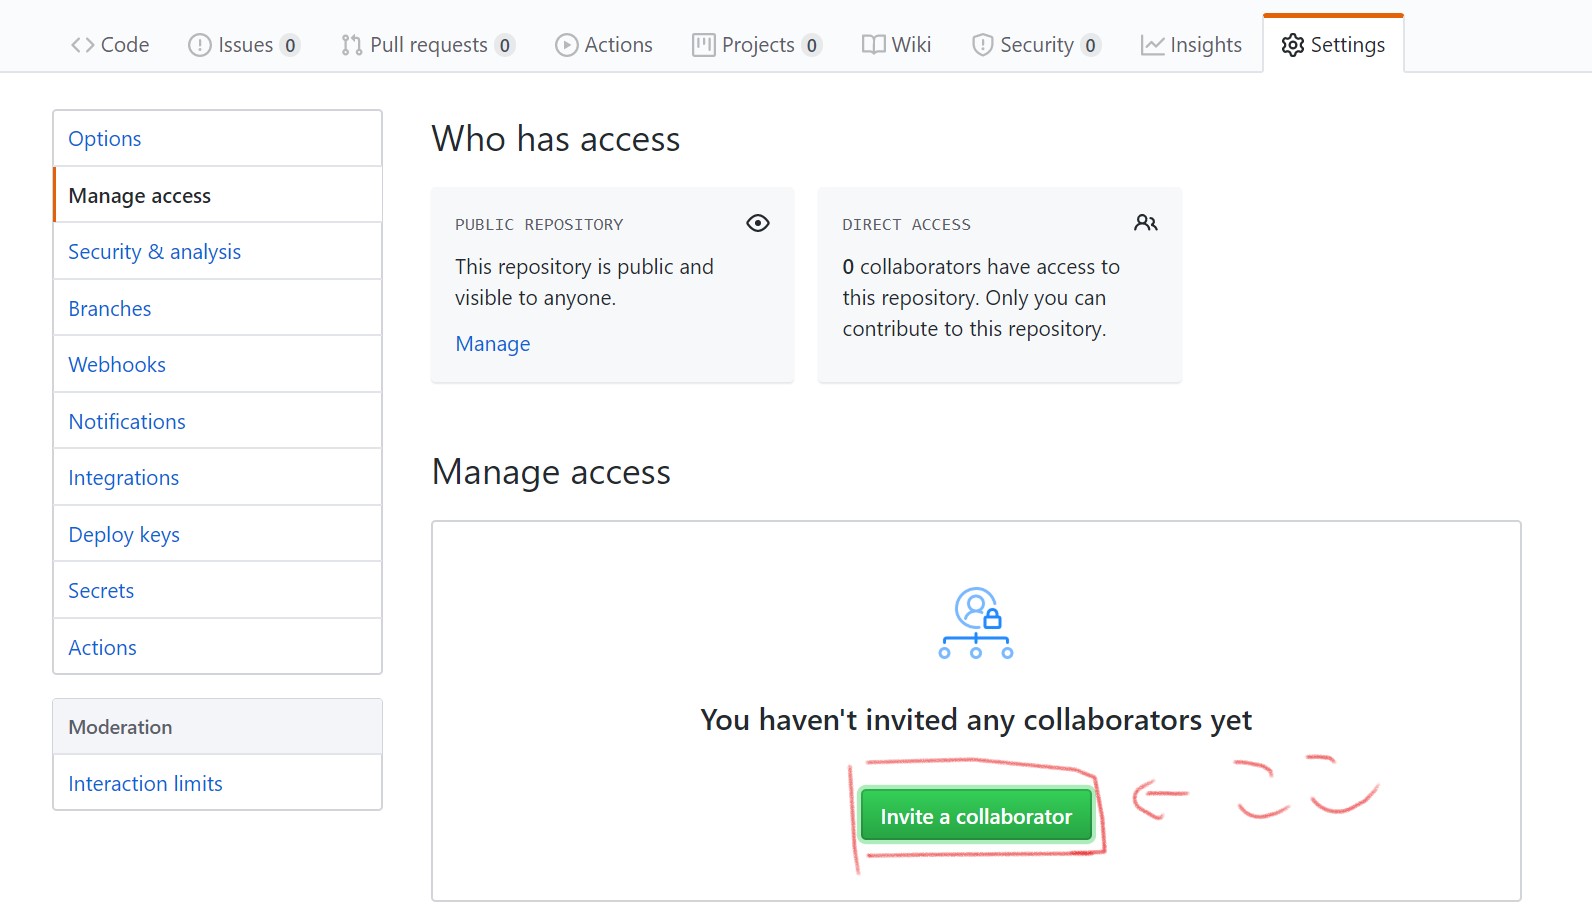 Code Issues 0 Pull requests 0 Actions Projects 0 Wiki Security 0 Insights Settings
Options
Manage access
Security & analysis
Branches
Webhooks
Notifications
Integrations
Deploy keys
Secrets
Actions
Moderation
Interaction limits
Who has access
PUBLIC REPOSITORY
This repository is public and
visible to anyone.
Manage
DIRECT ACCESS
0 collaborators have access to
this repository. Only you can
contribute to this repository.
Manage access
You haven't invited any collaborators yet
Invite a collaborator
←ここ